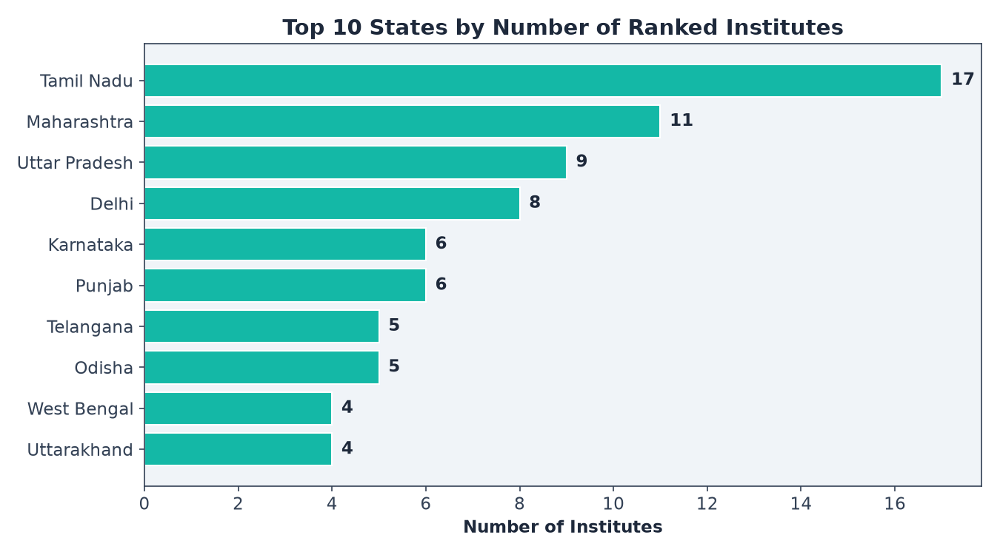 Top 10 States by Number of Ranked Institutes
Tamil Nadu 17
Maharashtra 11
Uttar Pradesh 9
Delhi 8
Karnataka 6
Punjab 6
Telangana 5
Odisha 5
West Bengal 4
Uttarakhand 4
0 2 4 6 8 10 12 14 16
Number of Institutes